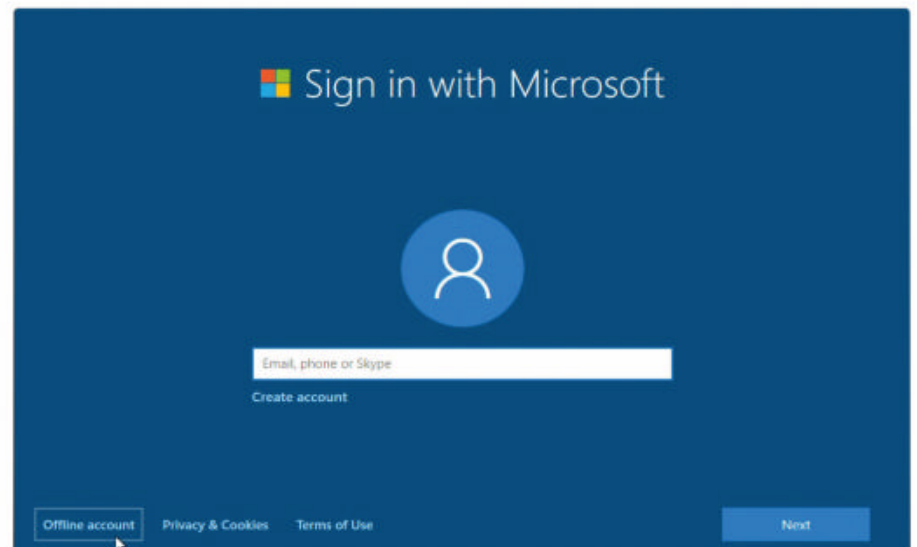 Sign in with Microsoft
Email, phone or Skype
Create account
Offline account Privacy & Cookies Terms of Use Next